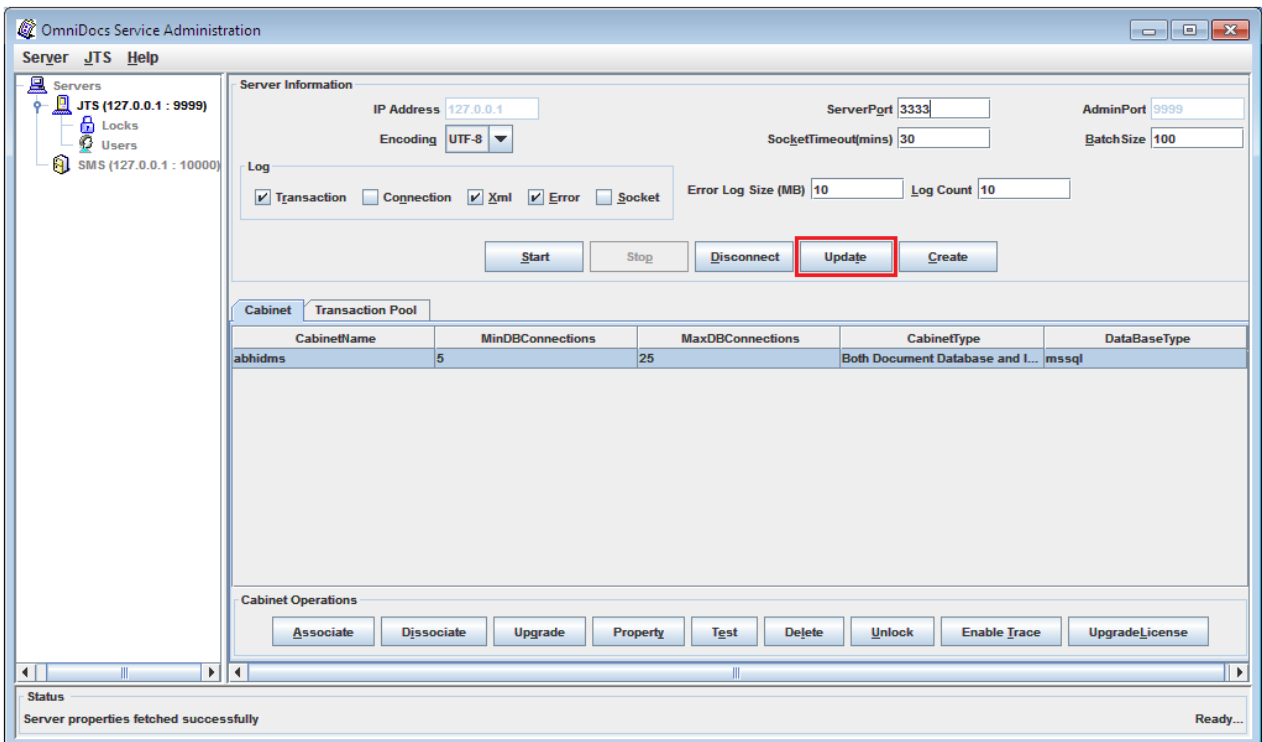 OmniDocs Service Administration
Server JTS Help
Servers
JTS (127.0.0.1 : 9999)
Locks
Users
SMS (127.0.0.1 : 10000)
Server Information
IP Address 127.0.0.1 ServerPort 3333 AdminPort 9999
Encoding UTF-8 SocketTimeout(mins) 30 BatchSize 100
Log
Transaction Connection Xml Error Socket Error Log Size (MB) 10 Log Count 10
Start Stop Disconnect Update Create
Cabinet Transaction Pool
CabinetName MinDBConnections MaxDBConnections CabinetType DataBaseType
abhidms 5 25 Both Document Database and I... mssql
Cabinet Operations
Associate Dissociate Upgrade Property Test Delete Unlock Enable Trace UpgradeLicense
Status
Server properties fetched successfully Ready...